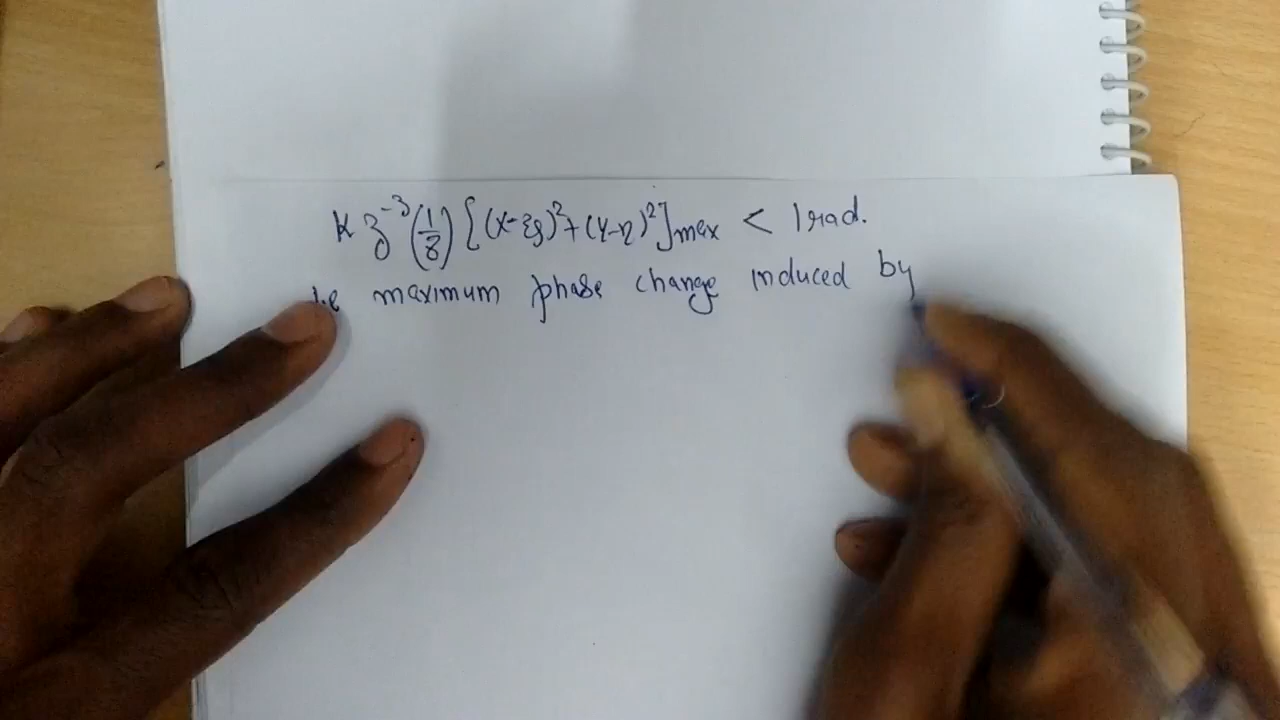 K z⁻³ (1/8) [(x-ξ)²+(y-η)²]max < 1 rad.
maximum phase change induced by